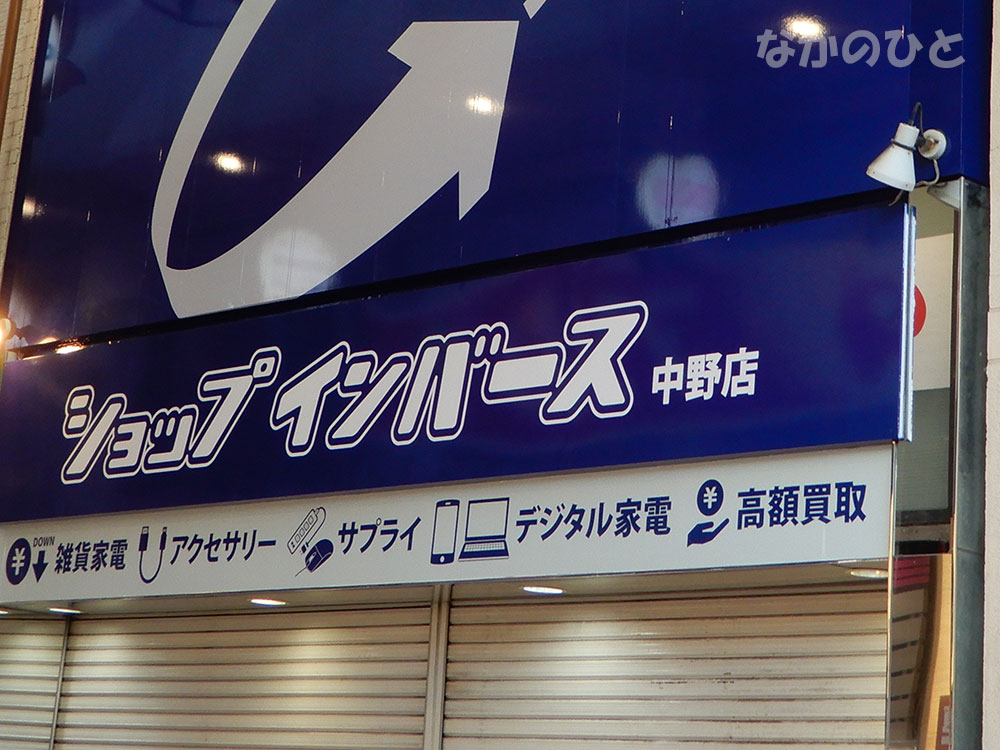 なかのひと
ショップインバース 中野店
¥ DOWN 雑貨家電 アクセサリー サプライ デジタル家電 ¥ 高額買取